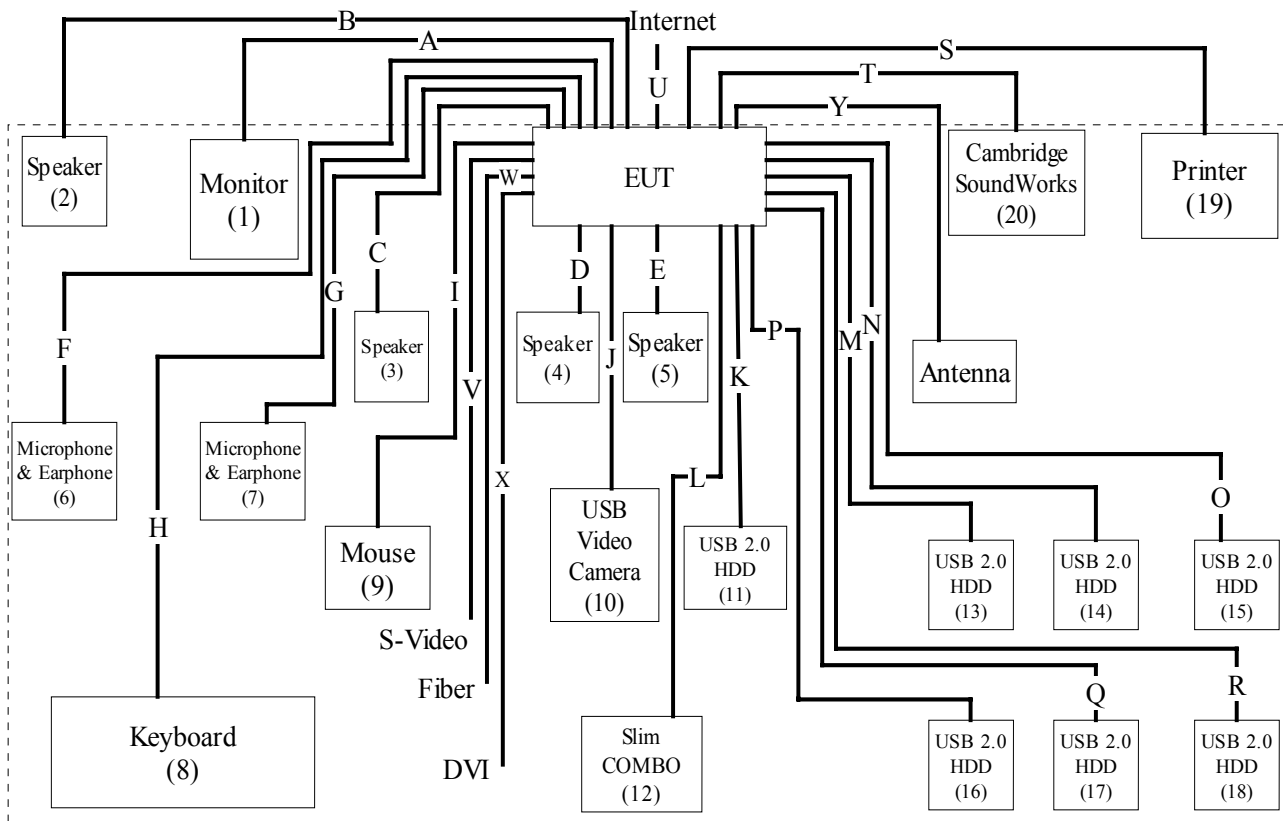 B
Internet
A
S
T
U
Y
Speaker
(2)
Monitor
(1)
W
EUT
Cambridge
SoundWorks
(20)
Printer
(19)
C
D
E
G
I
F
Speaker
(3)
Speaker
(4)
Speaker
(5)
J
P
M
N
K
V
Antenna
Microphone
& Earphone
(6)
Microphone
& Earphone
(7)
X
L
O
H
Mouse
(9)
USB
Video
Camera
(10)
USB 2.0
HDD
(11)
USB 2.0
HDD
(13)
USB 2.0
HDD
(14)
USB 2.0
HDD
(15)
S-Video
Fiber
DVI
Q
R
Keyboard
(8)
Slim
COMBO
(12)
USB 2.0
HDD
(16)
USB 2.0
HDD
(17)
USB 2.0
HDD
(18)